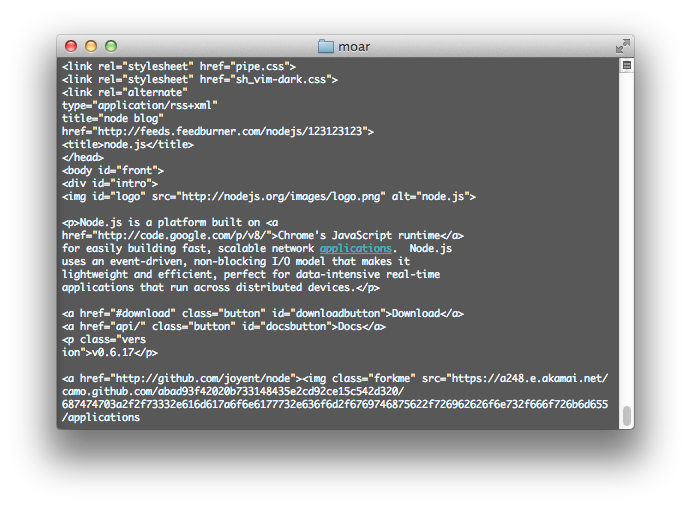 moar
<link rel="stylesheet" href="pipe.css">
<link rel="stylesheet" href="sh_vim-dark.css">
<link rel="alternate"
type="application/rss+xml"
title="node blog"
href="http://feeds.feedburner.com/nodejs/123123123">
<title>node.js</title>
</head>
<body id="front">
<div id="intro">
<img id="logo" src="http://nodejs.org/images/logo.png" alt="node.js">
<p>Node.js is a platform built on <a
href="http://code.google.com/p/v8/">Chrome's JavaScript runtime</a>
for easily building fast, scalable network applications.  Node.js
uses an event-driven, non-blocking I/O model that makes it
lightweight and efficient, perfect for data-intensive real-time
applications that run across distributed devices.</p>
<a href="#download" class="button" id="downloadbutton">Download</a>
<a href="api/" class="button" id="docsbutton">Docs</a>
<p class="vers
ion">v0.6.17</p>
<a href="http://github.com/joyent/node"><img class="forkme" src="https://a248.e.akamai.net/
camo.github.com/abad93f42020b733148435e2cd92ce15c542d320/
687474703a2f2f73332e616d617a6f6e6177732e636f6d2f6769746875622f726962626f6e732f666f726b6d655
/applications